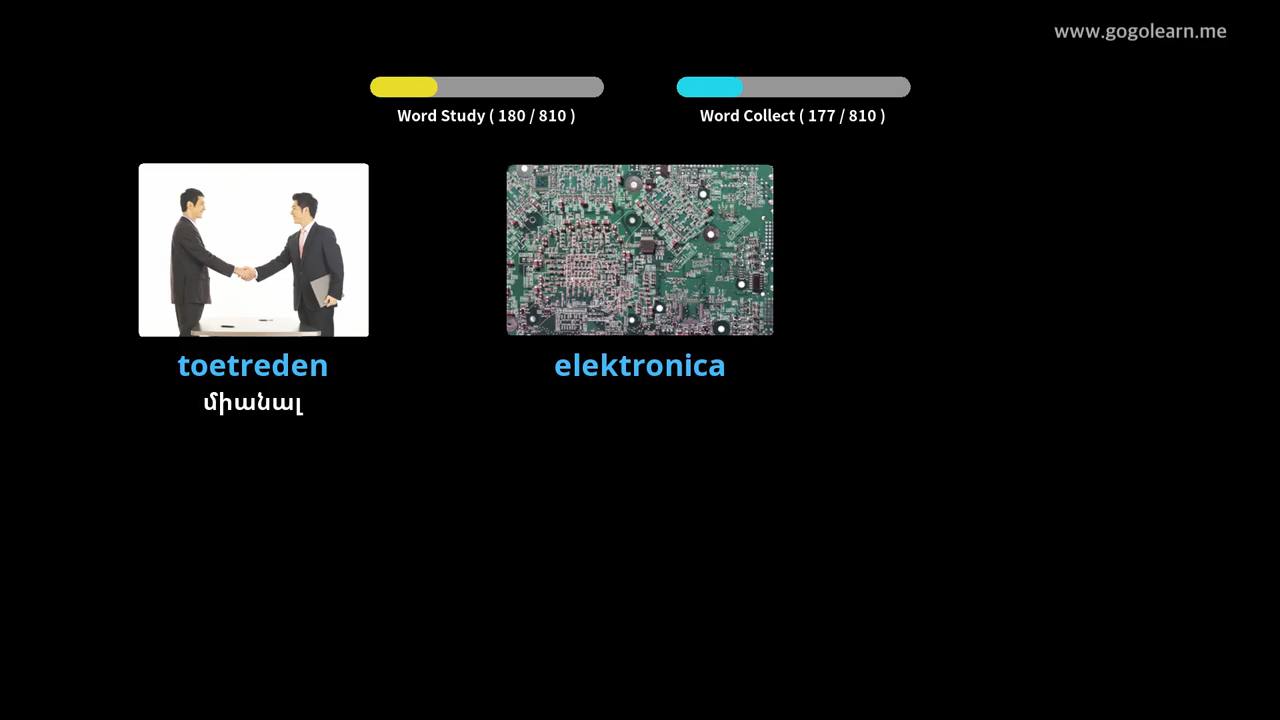 www.gogolearn.me
Word Study ( 180 / 810 )
Word Collect ( 177 / 810 )
toetreden
միանալ
elektronica